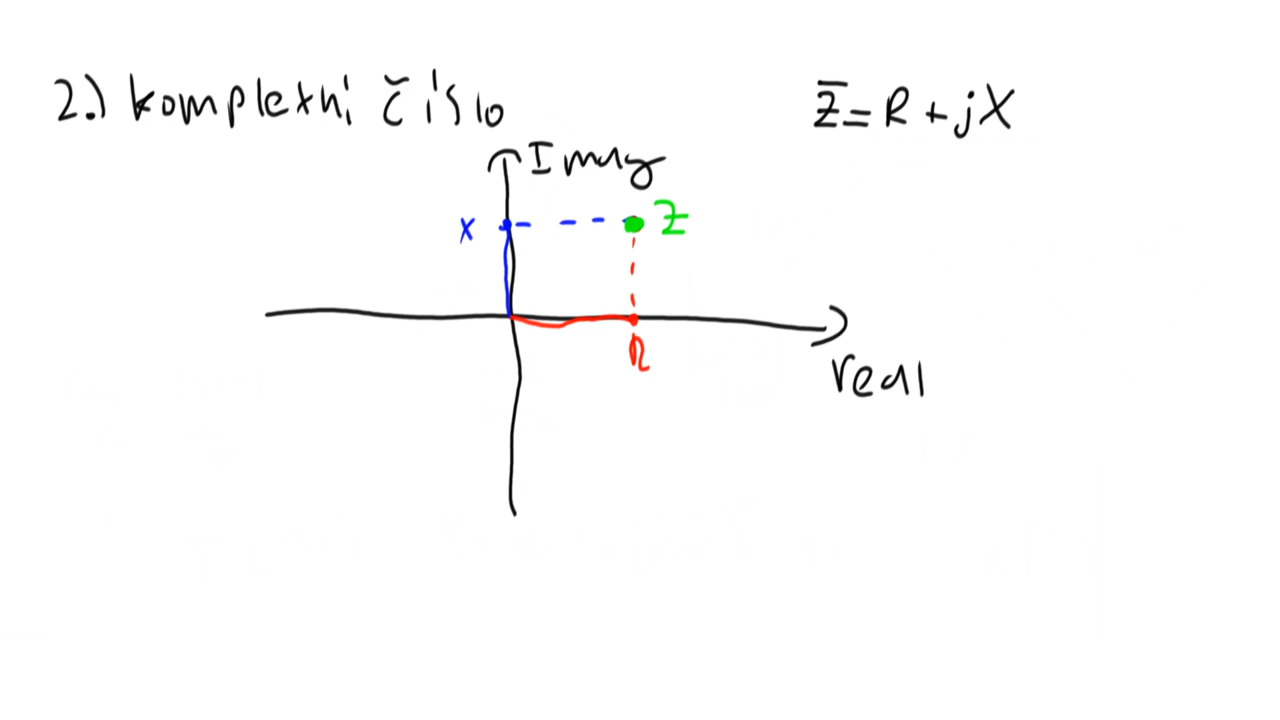 2.) komplexní číslo
Z̅ = R + jX
Imag
x
Z
R
real